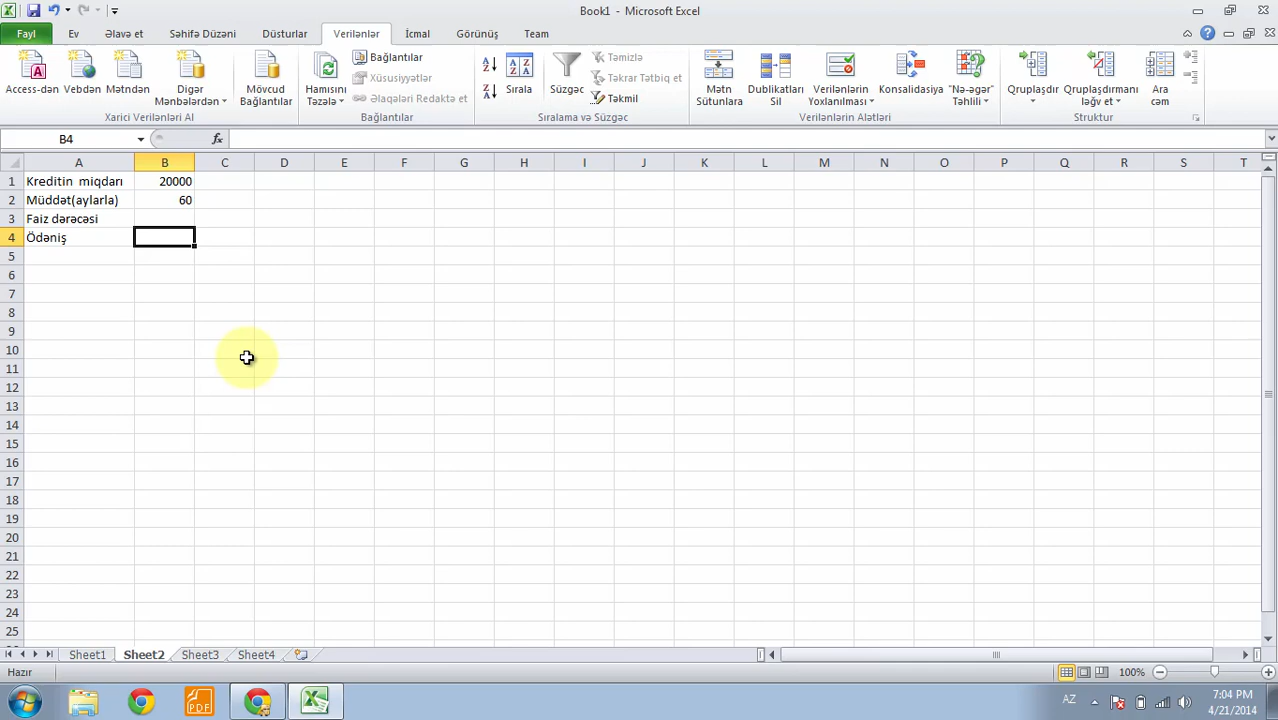 Book1 - Microsoft Excel
Fayl Ev Əlavə et Səhifə Düzəni Düsturlar Verilənlər İcmal Görünüş Team
Access-dən
Vebdən
Mətndən
Digər
Mənbələrdən
Mövcud
Bağlantılar
Xarici Verilənləri Al
Hamısını
Təzələ
Bağlantılar
Xüsusiyyətlər
Əlaqələri Redaktə et
Bağlantılar
Sırala
Süzgəc
Təmizlə
Təkrar Tətbiq et
Təkmil
Sıralama və Süzgəc
Mətn
Sütunlara
Dublikatları
Sil
Verilənlərin
Yoxlanılması
Konsalidasiya
"Nə-əgər"
Təhlili
Verilənlərin Alətləri
Qruplaşdır
Qruplaşdırmanı
ləğv et
Ara
cəm
Struktur
B4 fx
A B C D E F G H I J K L M N O P Q R S T
1 Kreditin miqdarı 20000
2 Müddət(aylarla) 60
3 Faiz dərəcəsi
4 Ödəniş
5
6
7
8
9
10
11
12
13
14
15
16
17
18
19
20
21
22
23
24
25
Sheet1 Sheet2 Sheet3 Sheet4
Hazır 100%
PDF
AZ
7:04 PM
4/21/2014